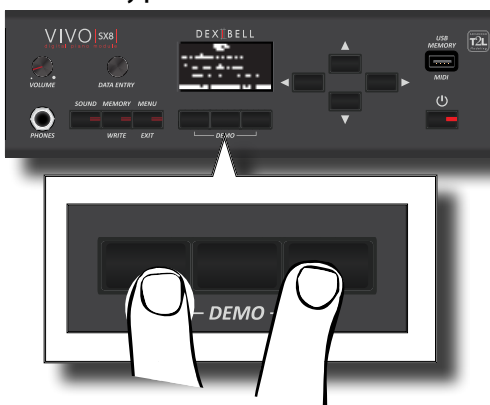 VIVO SX8
digital piano module
DEXIBELL
USB
MEMORY
T2L
VOLUME
DATA ENTRY
MIDI
SOUND MEMORY MENU
PHONES
WRITE EXIT
DEMO
DEMO